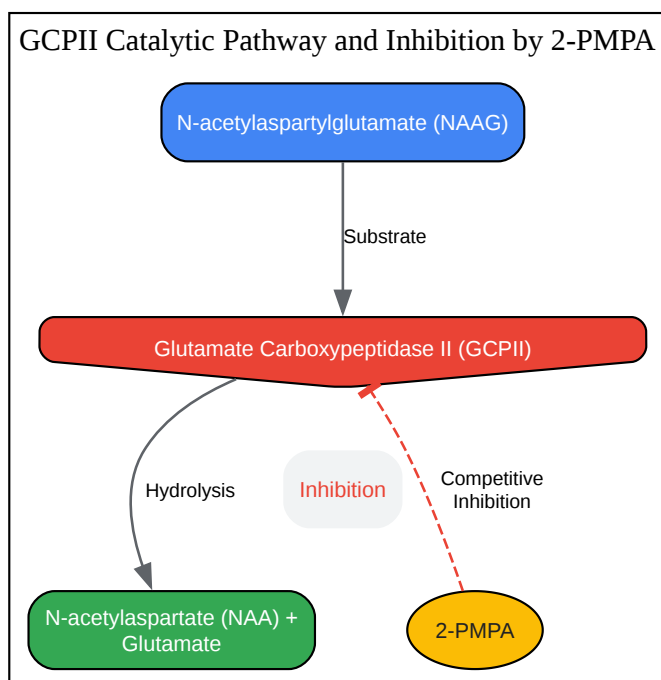 GCPII Catalytic Pathway and Inhibition by 2-PMPA
N-acetylaspartylglutamate (NAAG)
Substrate
Glutamate Carboxypeptidase II (GCPII)
Hydrolysis
Inhibition
Competitive
Inhibition
N-acetylaspartate (NAA) +
Glutamate
2-PMPA